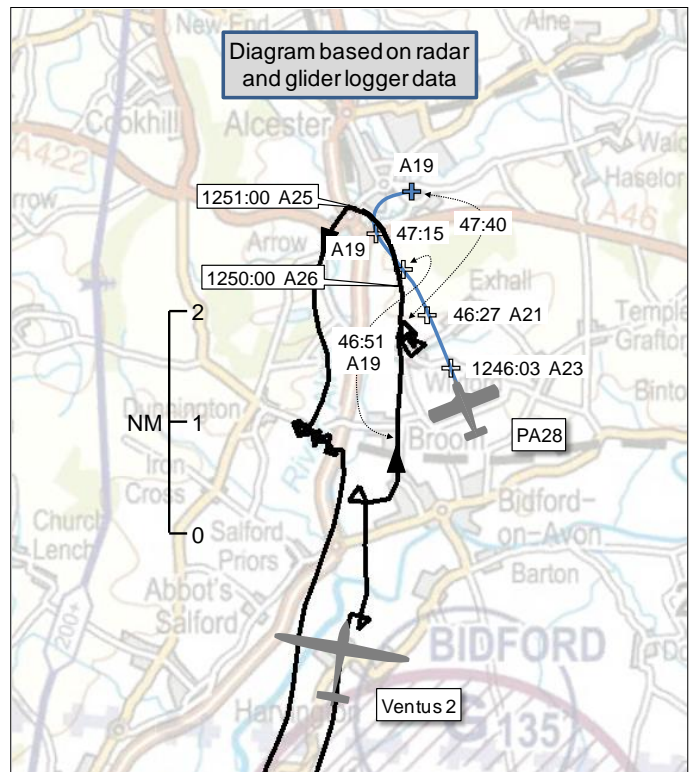 New-End
Alne
Diagram based on radar
and glider logger data
Cookhill
Alcester
A422
A19
Haselor
1251:00 A25
A46
47:40
Arrow
A19
47:15
1250:00 A26
Exhall
2
46:27 A21
Temple
Grafton
46:51
A19
1246:03 A23
Dunnington
Binto
NM
1
Broom
PA28
Iron
Cross
Bidford-
on-Avon
Church
Lench
0
Salford
Priors
Barton
Abbot's
Salford
200+
BIDFORD
Ventus 2
G
135